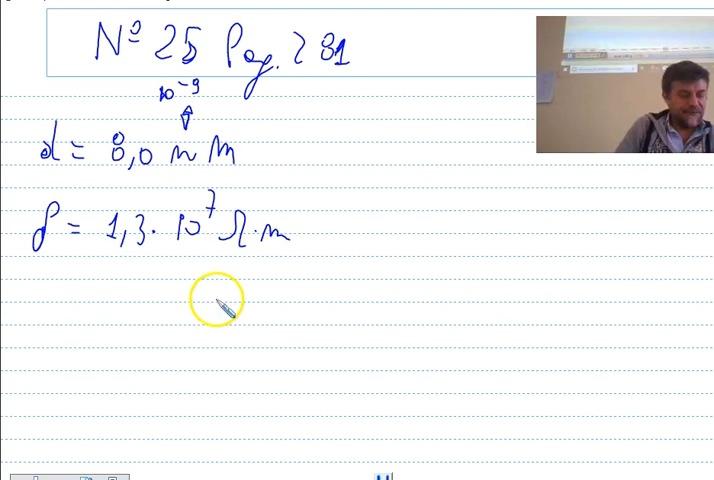 Nº 25 Pag. 281
10⁻⁹
d = 8,0 n m
ρ = 1,3 · 10⁷ Ω · m